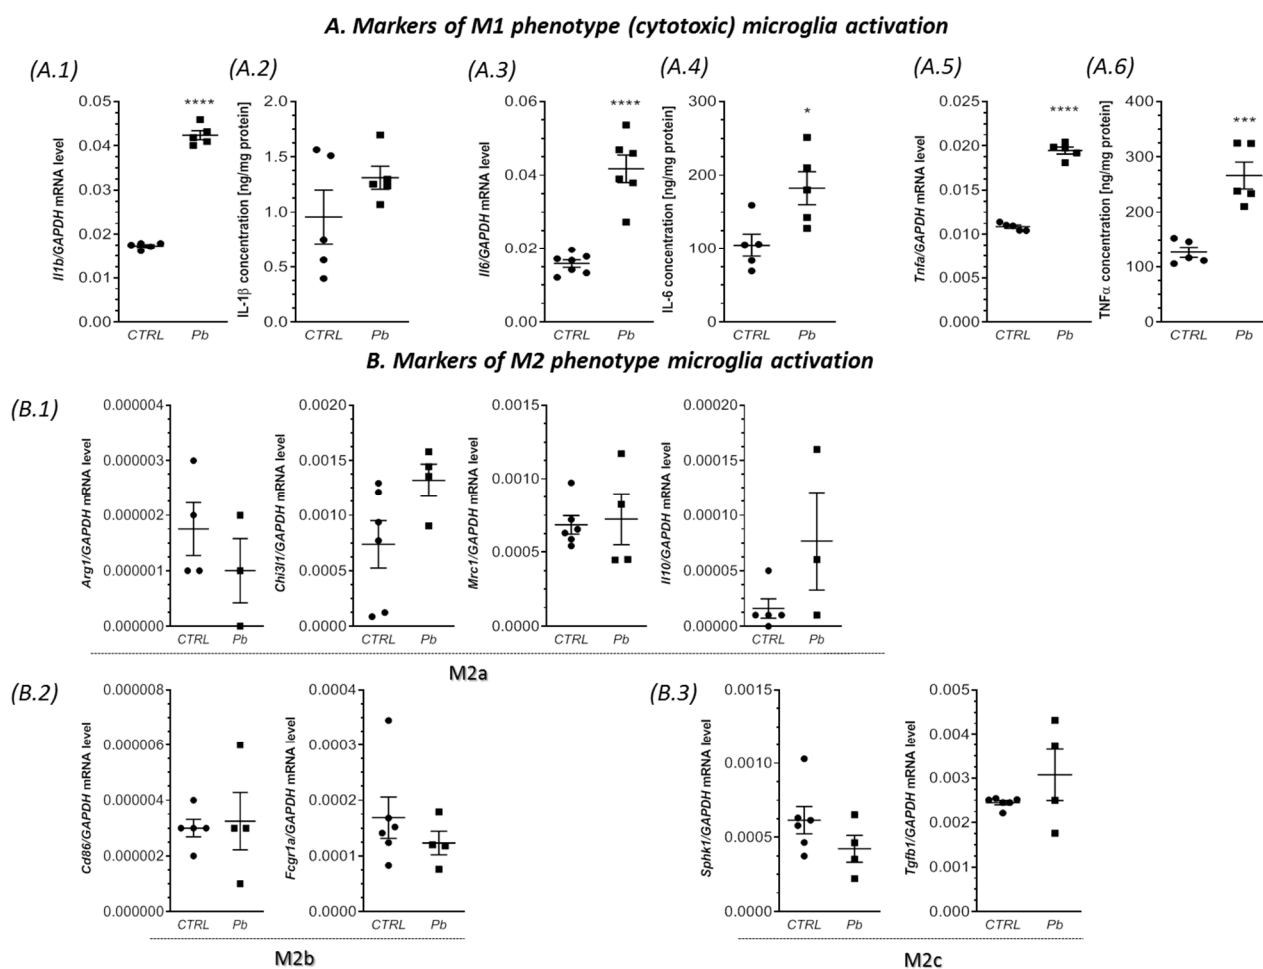 A. Markers of M1 phenotype (cytotoxic) microglia activation
(A.1)
Il1b/GAPDH mRNA level
0.05
0.04
0.03
0.02
0.01
0.00
****
CTRL
Pb
(A.2)
IL-1β concentration [ng/mg protein]
2.0
1.5
1.0
0.5
0.0
CTRL
Pb
(A.3)
Il6/GAPDH mRNA level
0.06
0.04
0.02
0.00
****
CTRL
Pb
(A.4)
IL-6 concentration [ng/mg protein]
300
200
100
0
*
CTRL
Pb
(A.5)
Tnfa/GAPDH mRNA level
0.025
0.020
0.015
0.010
0.005
0.000
****
CTRL
Pb
(A.6)
TNFα concentration [ng/mg protein]
400
300
200
100
0
***
CTRL
Pb
B. Markers of M2 phenotype microglia activation
(B.1)
Arg1/GAPDH mRNA level
0.000004
0.000003
0.000002
0.000001
0.000000
CTRL
Pb
Chi3l1/GAPDH mRNA level
0.0020
0.0015
0.0010
0.0005
0.0000
CTRL
Pb
Mrc1/GAPDH mRNA level
0.0015
0.0010
0.0005
0.0000
CTRL
Pb
Il10/GAPDH mRNA level
0.00020
0.00015
0.00010
0.00005
0.00000
CTRL
Pb
M2a
(B.2)
Cd86/GAPDH mRNA level
0.000008
0.000006
0.000004
0.000002
0.000000
CTRL
Pb
Fcgr1a/GAPDH mRNA level
0.0004
0.0003
0.0002
0.0001
0.0000
CTRL
Pb
M2b
(B.3)
Sphk1/GAPDH mRNA level
0.0015
0.0010
0.0005
0.0000
CTRL
Pb
Tgfb1/GAPDH mRNA level
0.005
0.004
0.003
0.002
0.001
0.000
CTRL
Pb
M2c